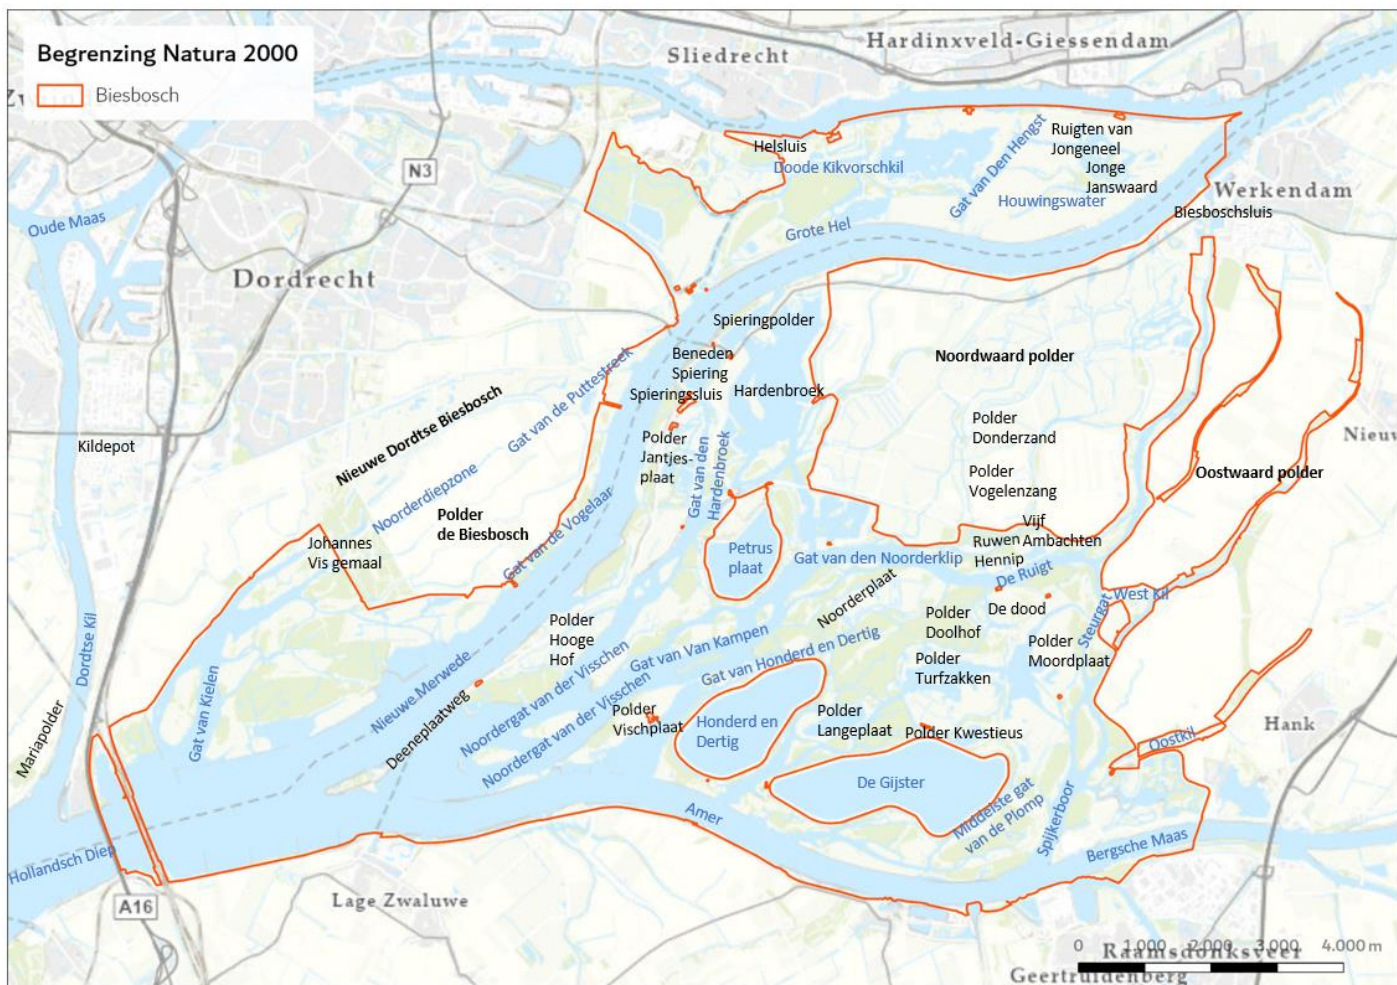 Begrenzing Natura 2000
Biesbosch
Sliedrecht
Hardinxveld-Giessendam
N3
Helsluis
Doode Kikvorschkil
Gat van Den Hengst
Ruigten van
Jongeneel
Jonge
Janswaard
Houwingswater
Werkendam
Biesboschsluis
Oude Maas
Grote Hel
Dordrecht
Spieringpolder
Beneden
Spiering
Spieringssluis
Hardenbroek
Noordwaard polder
Gat van de Puttestreek
Nieuwe Dordtse Biesbosch
Kildepot
Polder
Donderzand
Polder
Jantjes-
plaat
Gat van den
Hardenbroek
Polder
Vogelenzang
Oostwaard polder
Noorderdiepzone
Polder
de Biesbosch
Gat van de Vogelaar
Johannes
Vis gemaal
Vijf
Ambachten
Ruwen
Hennip
Petrus
plaat
Gat van den Noorderklip
De Ruigt
West Kil
Noorderplaat
De dood
Steurgat
Dordtse Kil
Polder
Hooge
Hof
Polder
Doolhof
Polder
Moordplaat
Gat van Van Kampen
Gat van Honderd en Dertig
Polder
Turfzakken
Gat van Kielen
Nieuwe Merwede
Noordergat van der Visschen
Noordergat van der Visschen
Deeneplaatweg
Mariapolder
Polder
Vischplaat
Honderd en
Dertig
Polder
Langeplaat
Polder Kwestieus
Oostkil
Hank
De Gijster
Middelste gat
van de Plomp
Spijkerboor
Amer
Bergsche Maas
Hollandsch Diep
A16
Lage Zwaluwe
0 1.000 2.000 3.000 4.000 m
Raamsdonksveer
Geertruidenberg